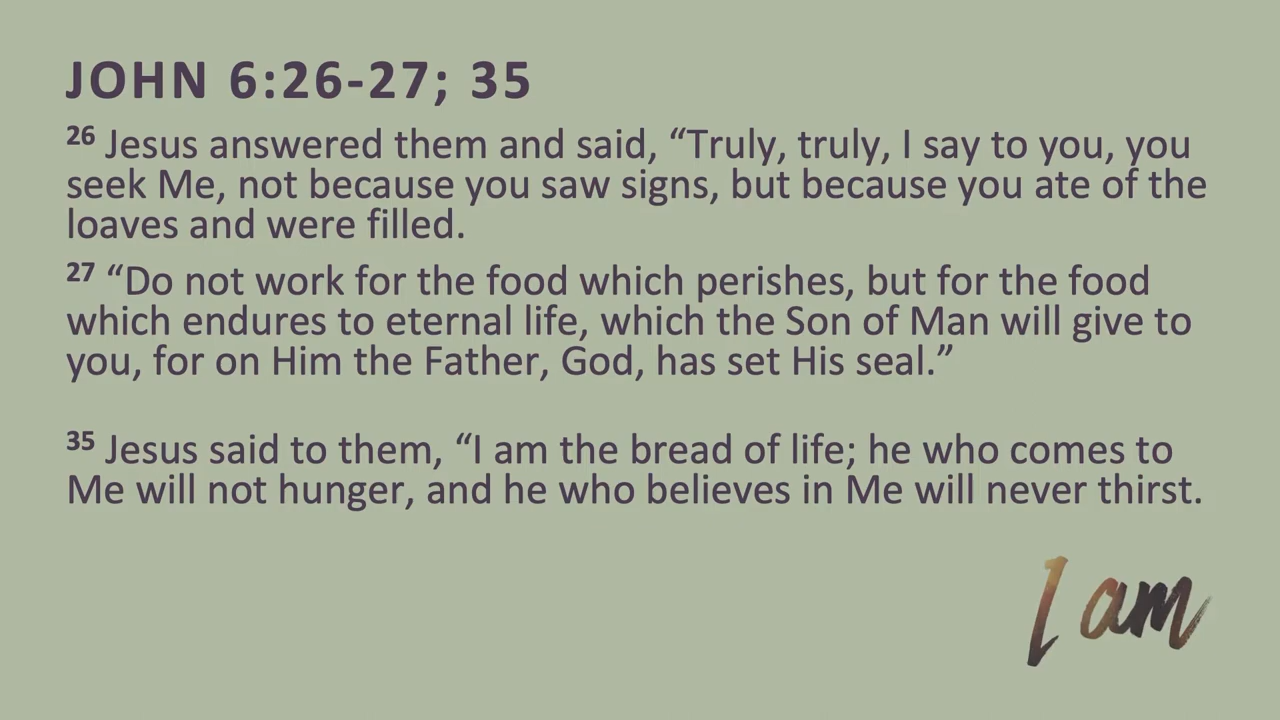 JOHN 6:26-27; 35
26 Jesus answered them and said, “Truly, truly, I say to you, you
seek Me, not because you saw signs, but because you ate of the
loaves and were filled.
27 “Do not work for the food which perishes, but for the food
which endures to eternal life, which the Son of Man will give to
you, for on Him the Father, God, has set His seal.”
35 Jesus said to them, “I am the bread of life; he who comes to
Me will not hunger, and he who believes in Me will never thirst.
I am